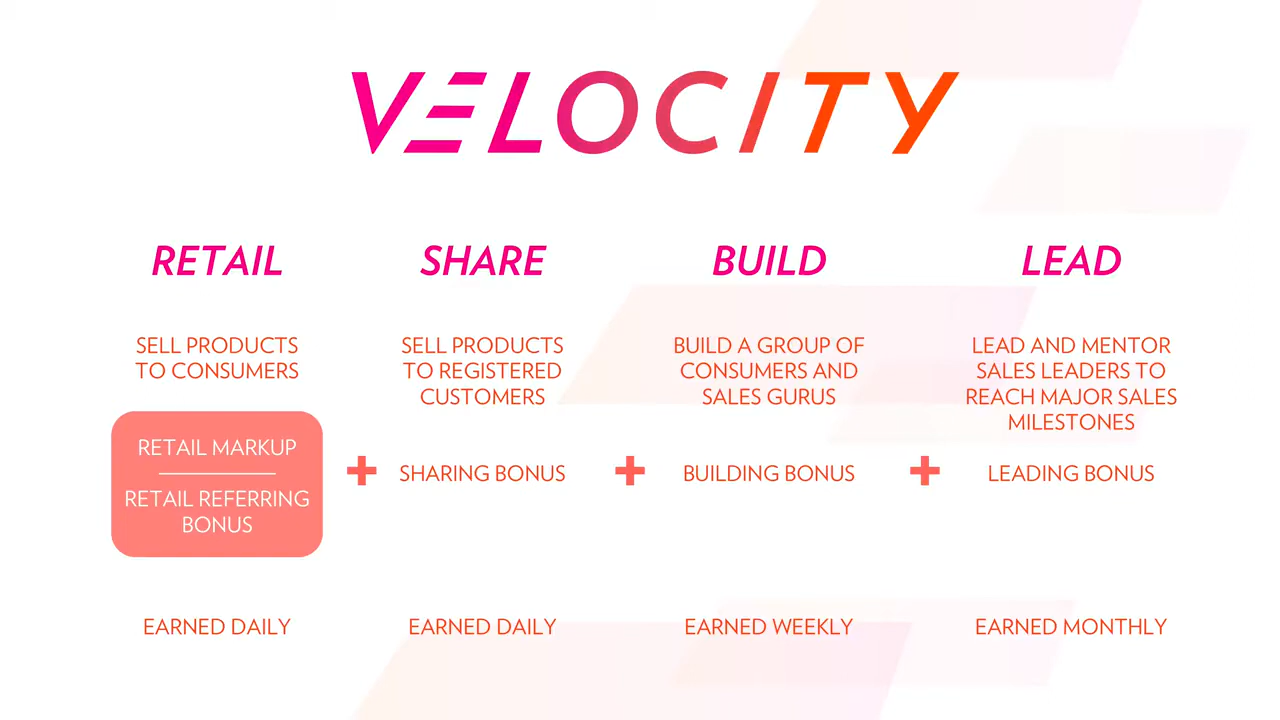 VELOCITY
RETAIL
SELL PRODUCTS
TO CONSUMERS
RETAIL MARKUP
RETAIL REFERRING
BONUS
EARNED DAILY
+
SHARE
SELL PRODUCTS
TO REGISTERED
CUSTOMERS
SHARING BONUS
EARNED DAILY
+
BUILD
BUILD A GROUP OF
CONSUMERS AND
SALES GURUS
BUILDING BONUS
EARNED WEEKLY
+
LEAD
LEAD AND MENTOR
SALES LEADERS TO
REACH MAJOR SALES
MILESTONES
LEADING BONUS
EARNED MONTHLY